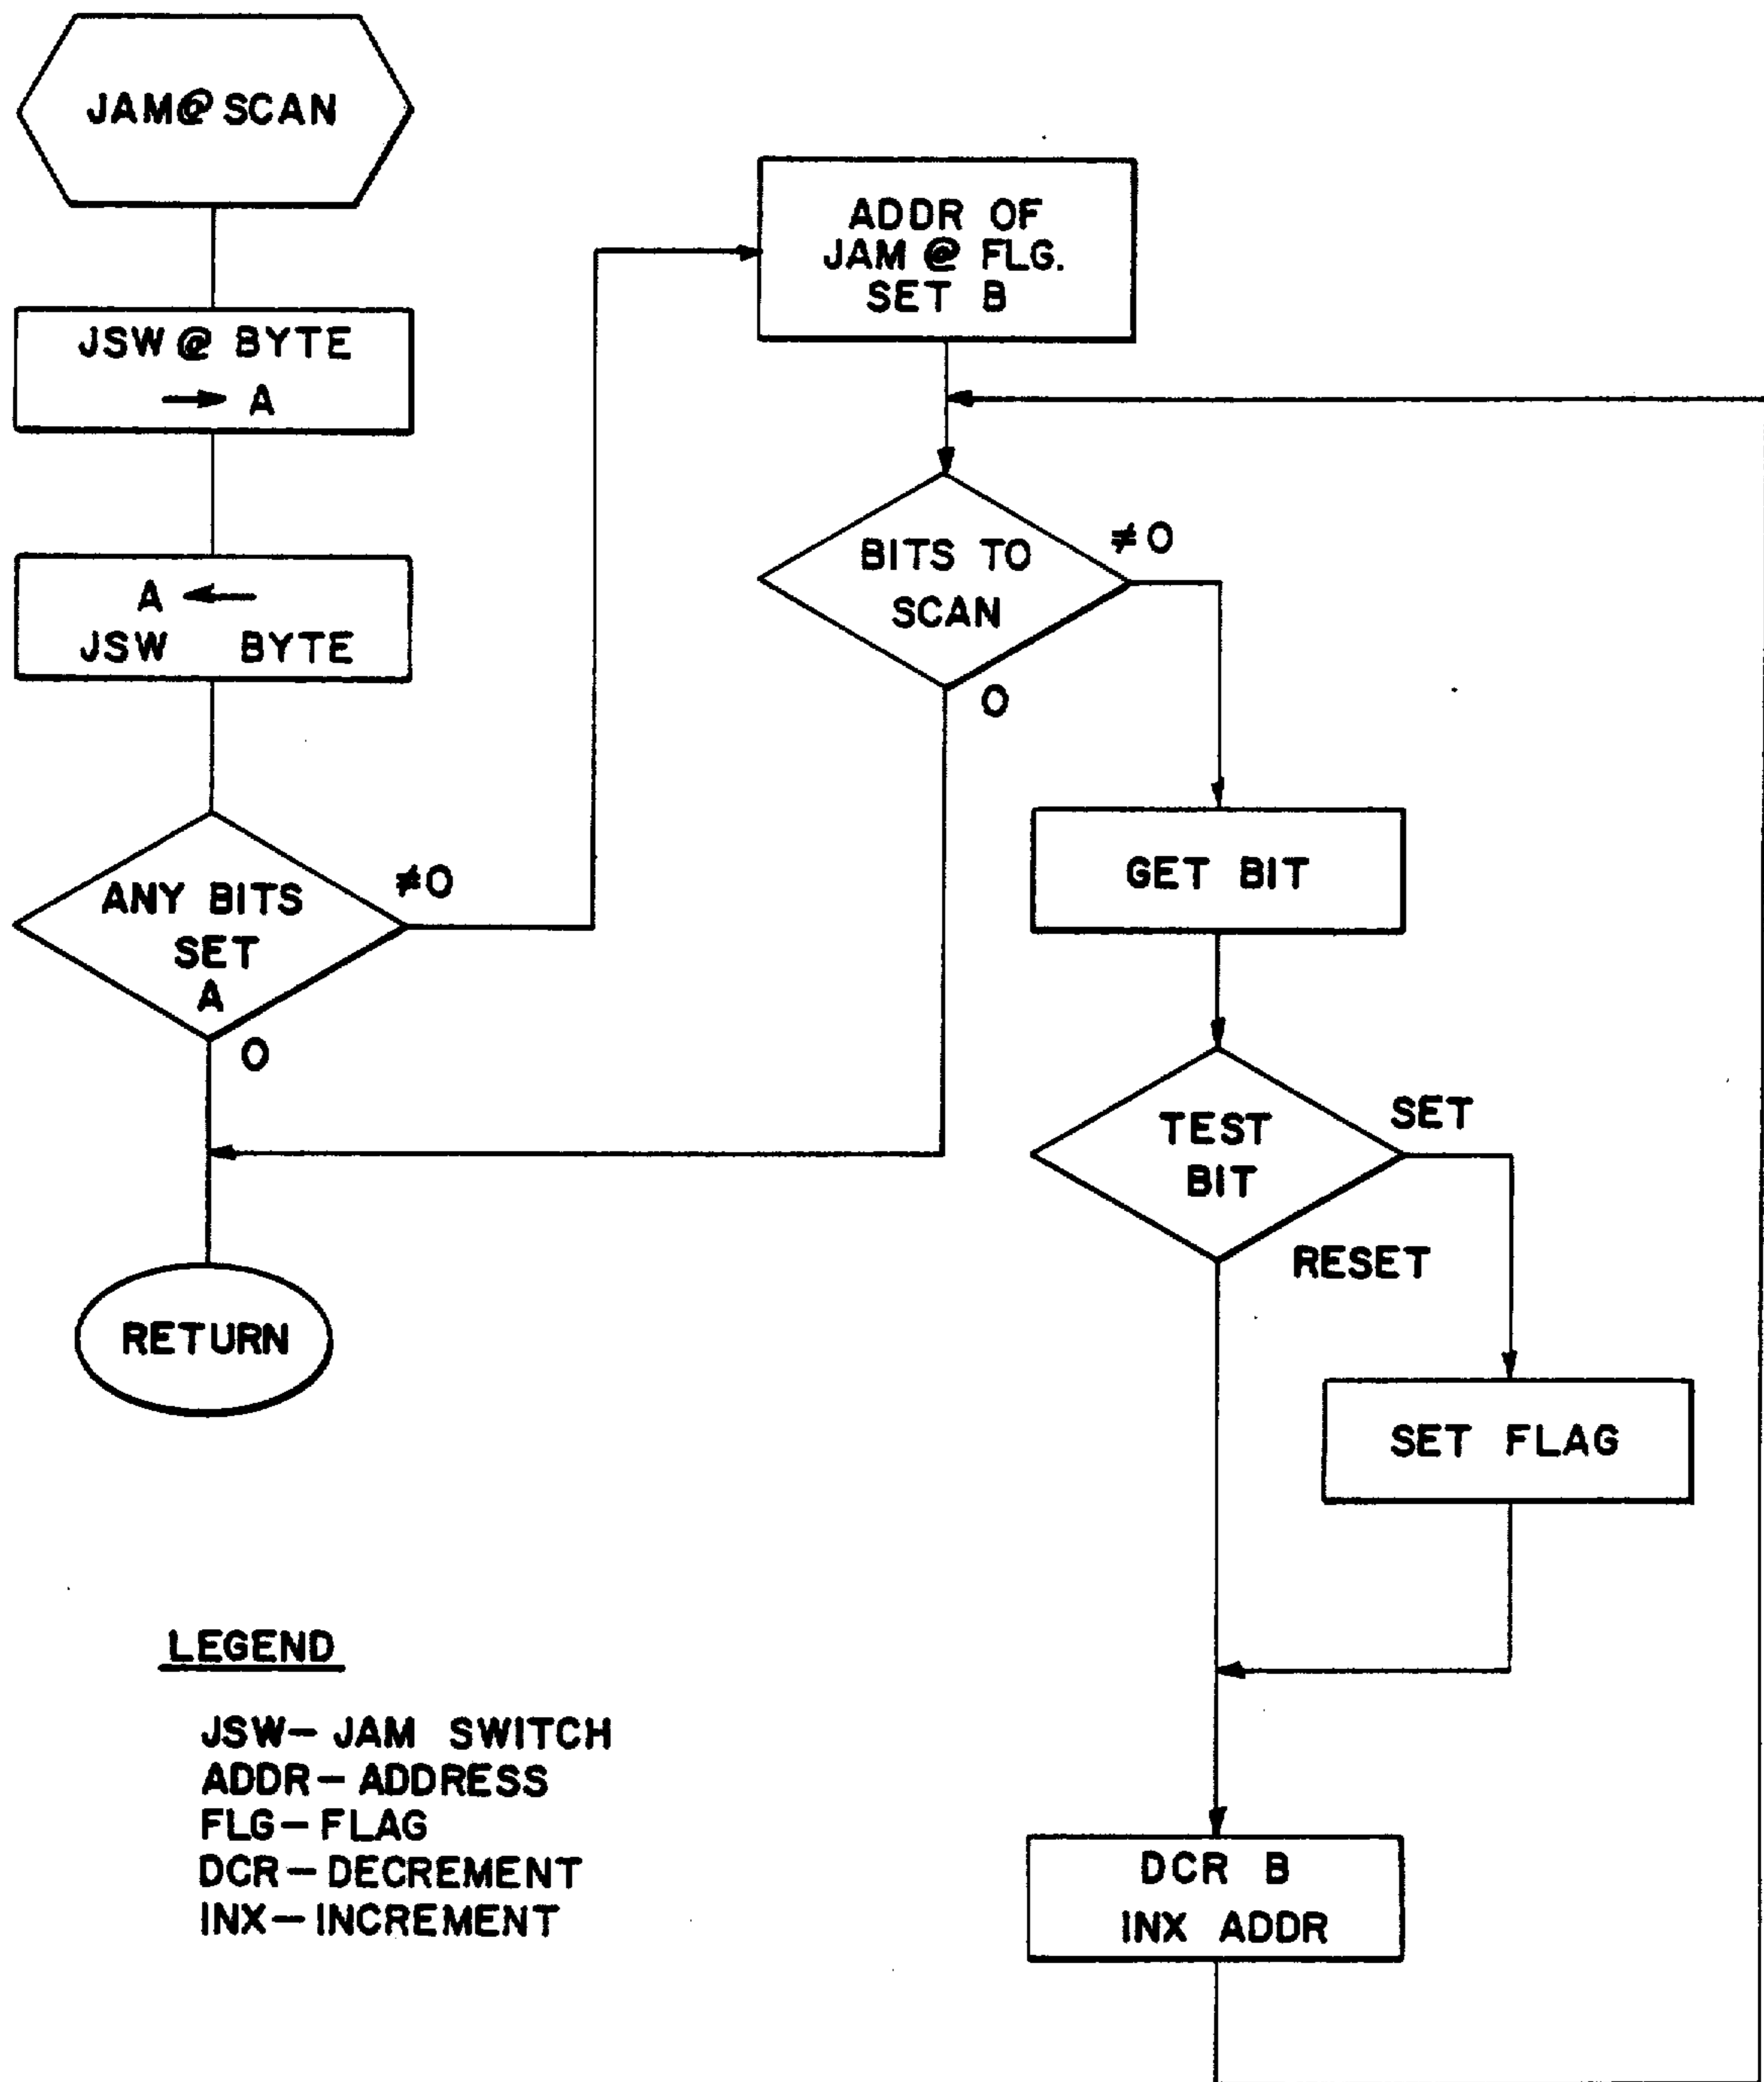 JAM@ SCAN
JSW @ BYTE
→ A
A ←
JSW BYTE
ANY BITS
SET
A
≠0
0
RETURN
ADDR OF
JAM @ FLG.
SET B
BITS TO
SCAN
≠0
0
GET BIT
TEST
BIT
SET
RESET
SET FLAG
DCR B
INX ADDR
LEGEND
JSW– JAM SWITCH
ADDR – ADDRESS
FLG – FLAG
DCR – DECREMENT
INX – INCREMENT